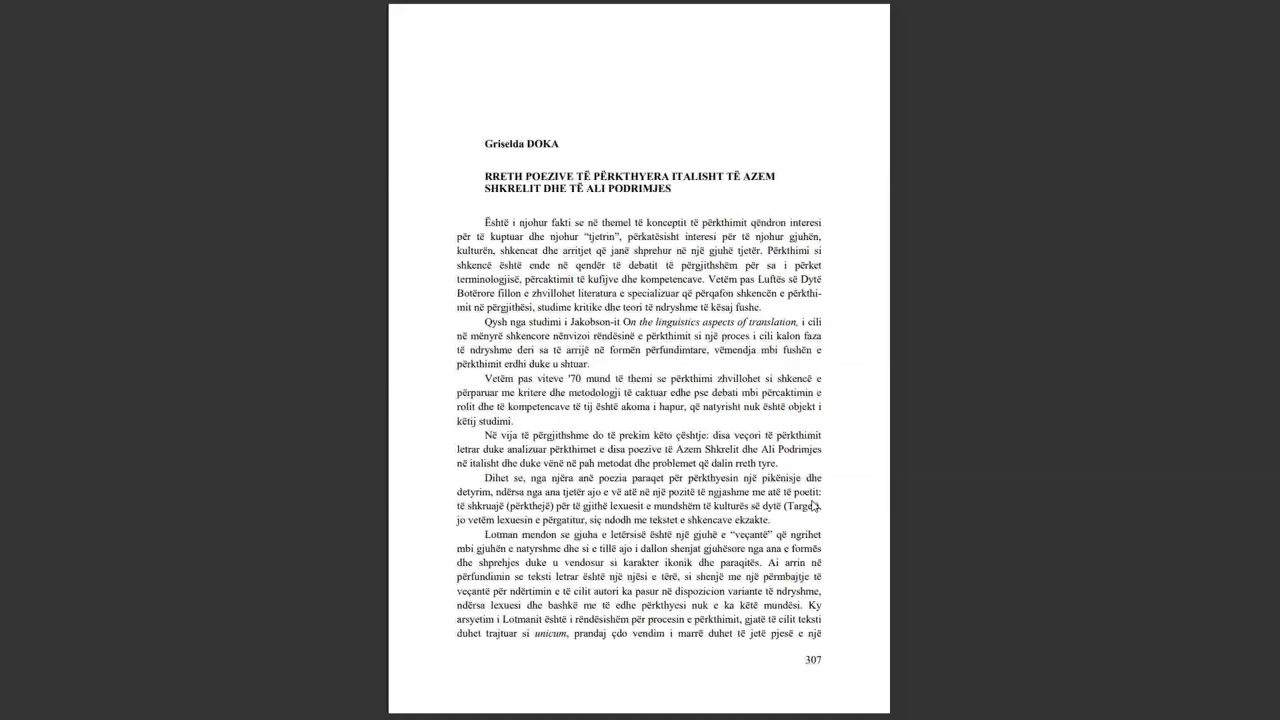 Griselda DOKA
RRETH POEZIVE TË PËRKTHYERA ITALISHT TË AZEM
SHKRELIT DHE TË ALI PODRIMJES
Është i njohur fakti se në themel të konceptit të përkthimit qëndron interesi
për të kuptuar dhe njohur “tjetrin”, përkatësisht interesi për të njohur gjuhën,
kulturën, shkencat dhe arritjet që janë shprehur në një gjuhë tjetër. Përkthimi si
shkencë është ende në qendër të debatit të përgjithshëm për sa i përket
terminologjisë, përcaktimit të kufijve dhe kompetencave. Vetëm pas Luftës së Dytë
Botërore fillon e zhvillohet literatura e specializuar që përqafon shkencën e përkthi-
mit në përgjithësi, studime kritike dhe teori të ndryshme të kësaj fushe.
Qysh nga studimi i Jakobson-it On the linguistics aspects of translation, i cili
në mënyrë shkencore nënvizoi rëndësinë e përkthimit si një proces i cili kalon faza
të ndryshme deri sa të arrijë në formën përfundimtare, vëmendja mbi fushën e
përkthimit erdhi duke u shtuar.
Vetëm pas viteve '70 mund të themi se përkthimi zhvillohet si shkencë e
përparuar me kritere dhe metodologji të caktuar edhe pse debati mbi përcaktimin e
rolit dhe të kompetencave të tij është akoma i hapur, që natyrisht nuk është objekt i
këtij studimi.
Në vija të përgjithshme do të prekim këto çështje: disa veçori të përkthimit
letrar duke analizuar përkthimet e disa poezive të Azem Shkrelit dhe Ali Podrimjes
në italisht dhe duke vënë në pah metodat dhe problemet që dalin rreth tyre.
Dihet se, nga njëra anë poezia paraqet për përkthyesin një pikënisje dhe
detyrim, ndërsa nga ana tjetër ajo e vë atë në një pozitë të ngjashme me atë të poetit:
të shkruajë (përkthejë) për të gjithë lexuesit e mundshëm të kulturës së dytë
jo vetëm lexuesin e përgatitur, siç ndodh me tekstet e shkencave ekzakte.
Lotman mendon se gjuha e letërsisë është një gjuhë e “veçantë” që ngrihet
mbi gjuhën e natyrshme dhe si e tillë ajo i dallon shenjat gjuhësore nga ana e formës
dhe shprehjes duke u vendosur si karakter ikonik dhe paraqitës. Ai arrin në
përfundimin se teksti letrar është një njësi e tërë, si shenjë me një përmbajtje të
veçantë për ndërtimin e të cilit autori ka pasur në dispozicion variante të ndryshme,
ndërsa lexuesi dhe bashkë me të edhe përkthyesi nuk e ka këtë mundësi. Ky
arsyetim i Lotmanit është i rëndësishëm për procesin e përkthimit, gjatë të cilit teksti
duhet trajtuar si unicum, prandaj çdo vendim i marrë duhet të jetë pjesë e një
307